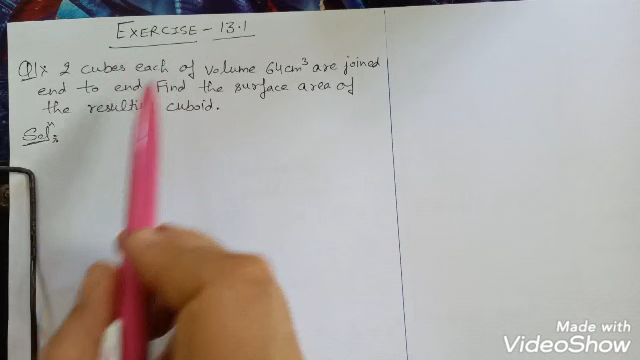 EXERCISE - 13.1
Q1 2 cubes each of volume 64cm³ are joined
end to end. Find the surface area of
the resulting cuboid.
Solⁿ:
Made with
VideoShow